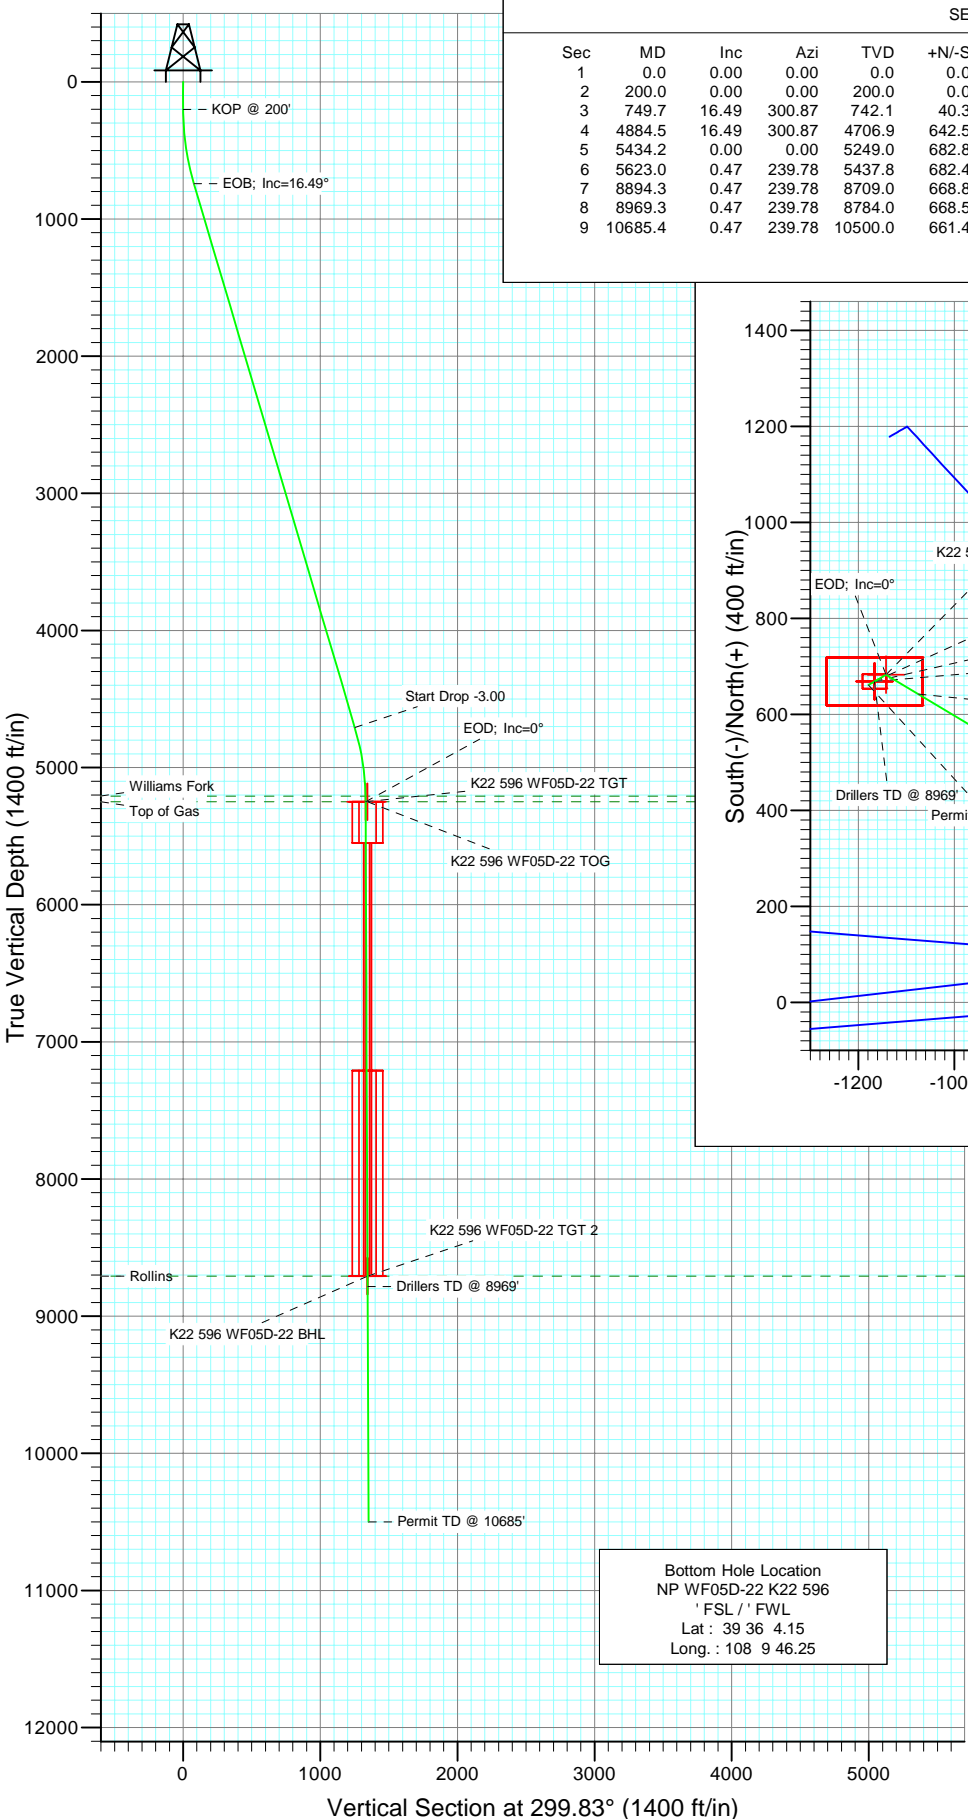 SE
Sec MD Inc Azi TVD +N/-S
1 0.0 0.00 0.00 0.0 0.0
2 200.0 0.00 0.00 200.0 0.0
3 749.7 16.49 300.87 742.1 40.3
4 4884.5 16.49 300.87 4706.9 642.5
5 5434.2 0.00 0.00 5249.0 682.8
6 5623.0 0.47 239.78 5437.8 682.4
7 8894.3 0.47 239.78 8709.0 668.8
8 8969.3 0.47 239.78 8784.0 668.5
9 10685.4 0.47 239.78 10500.0 661.4
0
KOP @ 200'
EOB; Inc=16.49°
1000
2000
3000
4000
5000
6000
7000
8000
9000
10000
11000
12000
True Vertical Depth (1400 ft/in)
Start Drop -3.00
EOD; Inc=0°
K22 596 WF05D-22 TGT
Williams Fork
Top of Gas
K22 596 WF05D-22 TOG
K22 596 WF05D-22 TGT 2
Rollins
Drillers TD @ 8969'
K22 596 WF05D-22 BHL
Permit TD @ 10685'
0 1000 2000 3000 4000 5000
Vertical Section at 299.83° (1400 ft/in)
Bottom Hole Location
NP WF05D-22 K22 596
' FSL / ' FWL
Lat : 39 36 4.15
Long. : 108 9 46.25
South(-)/North(+) (400 ft/in)
1400
1200
1000
800
600
400
200
0
K22 5
EOD; Inc=0°
Drillers TD @ 8969'
Permi
-1200 -100